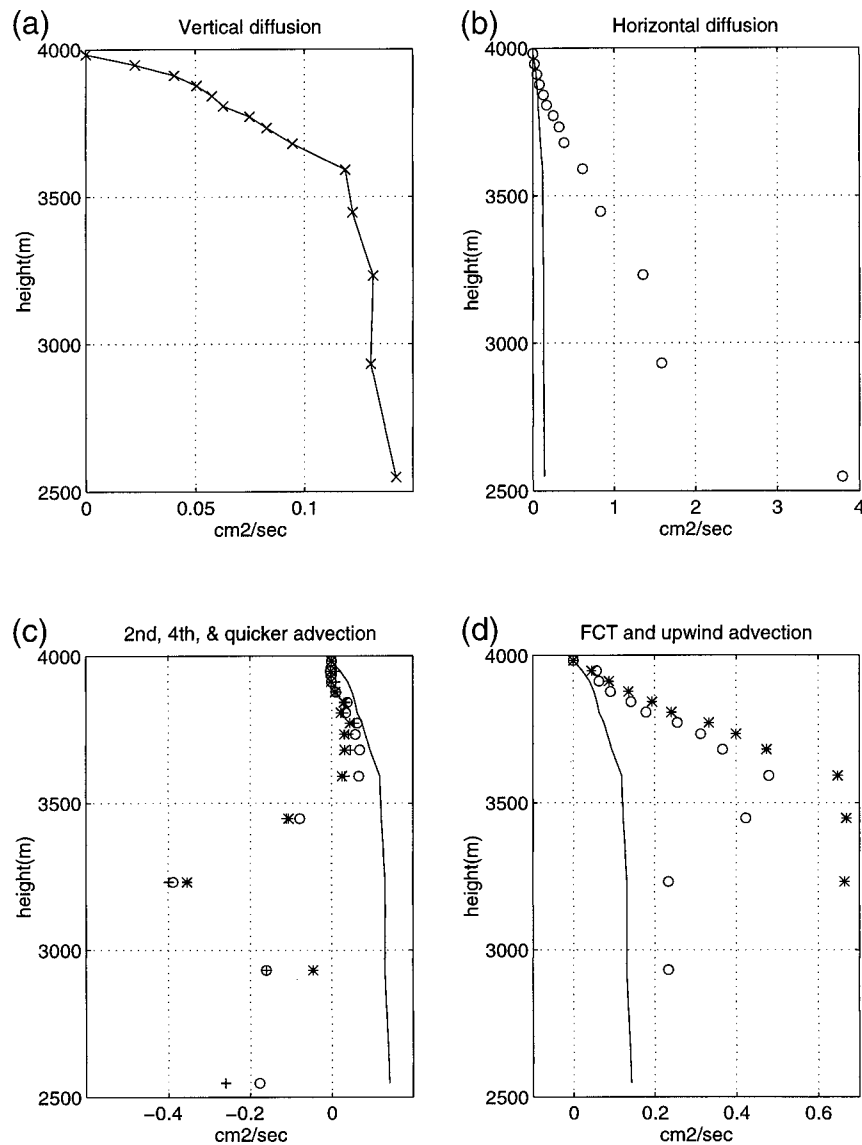 (a) Vertical diffusion
4000
3500
3000
2500
height(m)
0 0.05 0.1
cm2/sec
(b) Horizontal diffusion
4000
3500
3000
2500
height(m)
0 1 2 3 4
cm2/sec
(c) 2nd, 4th, & quicker advection
4000
3500
3000
2500
height(m)
−0.4 −0.2 0
cm2/sec
(d) FCT and upwind advection
4000
3500
3000
2500
height(m)
0 0.2 0.4 0.6
cm2/sec